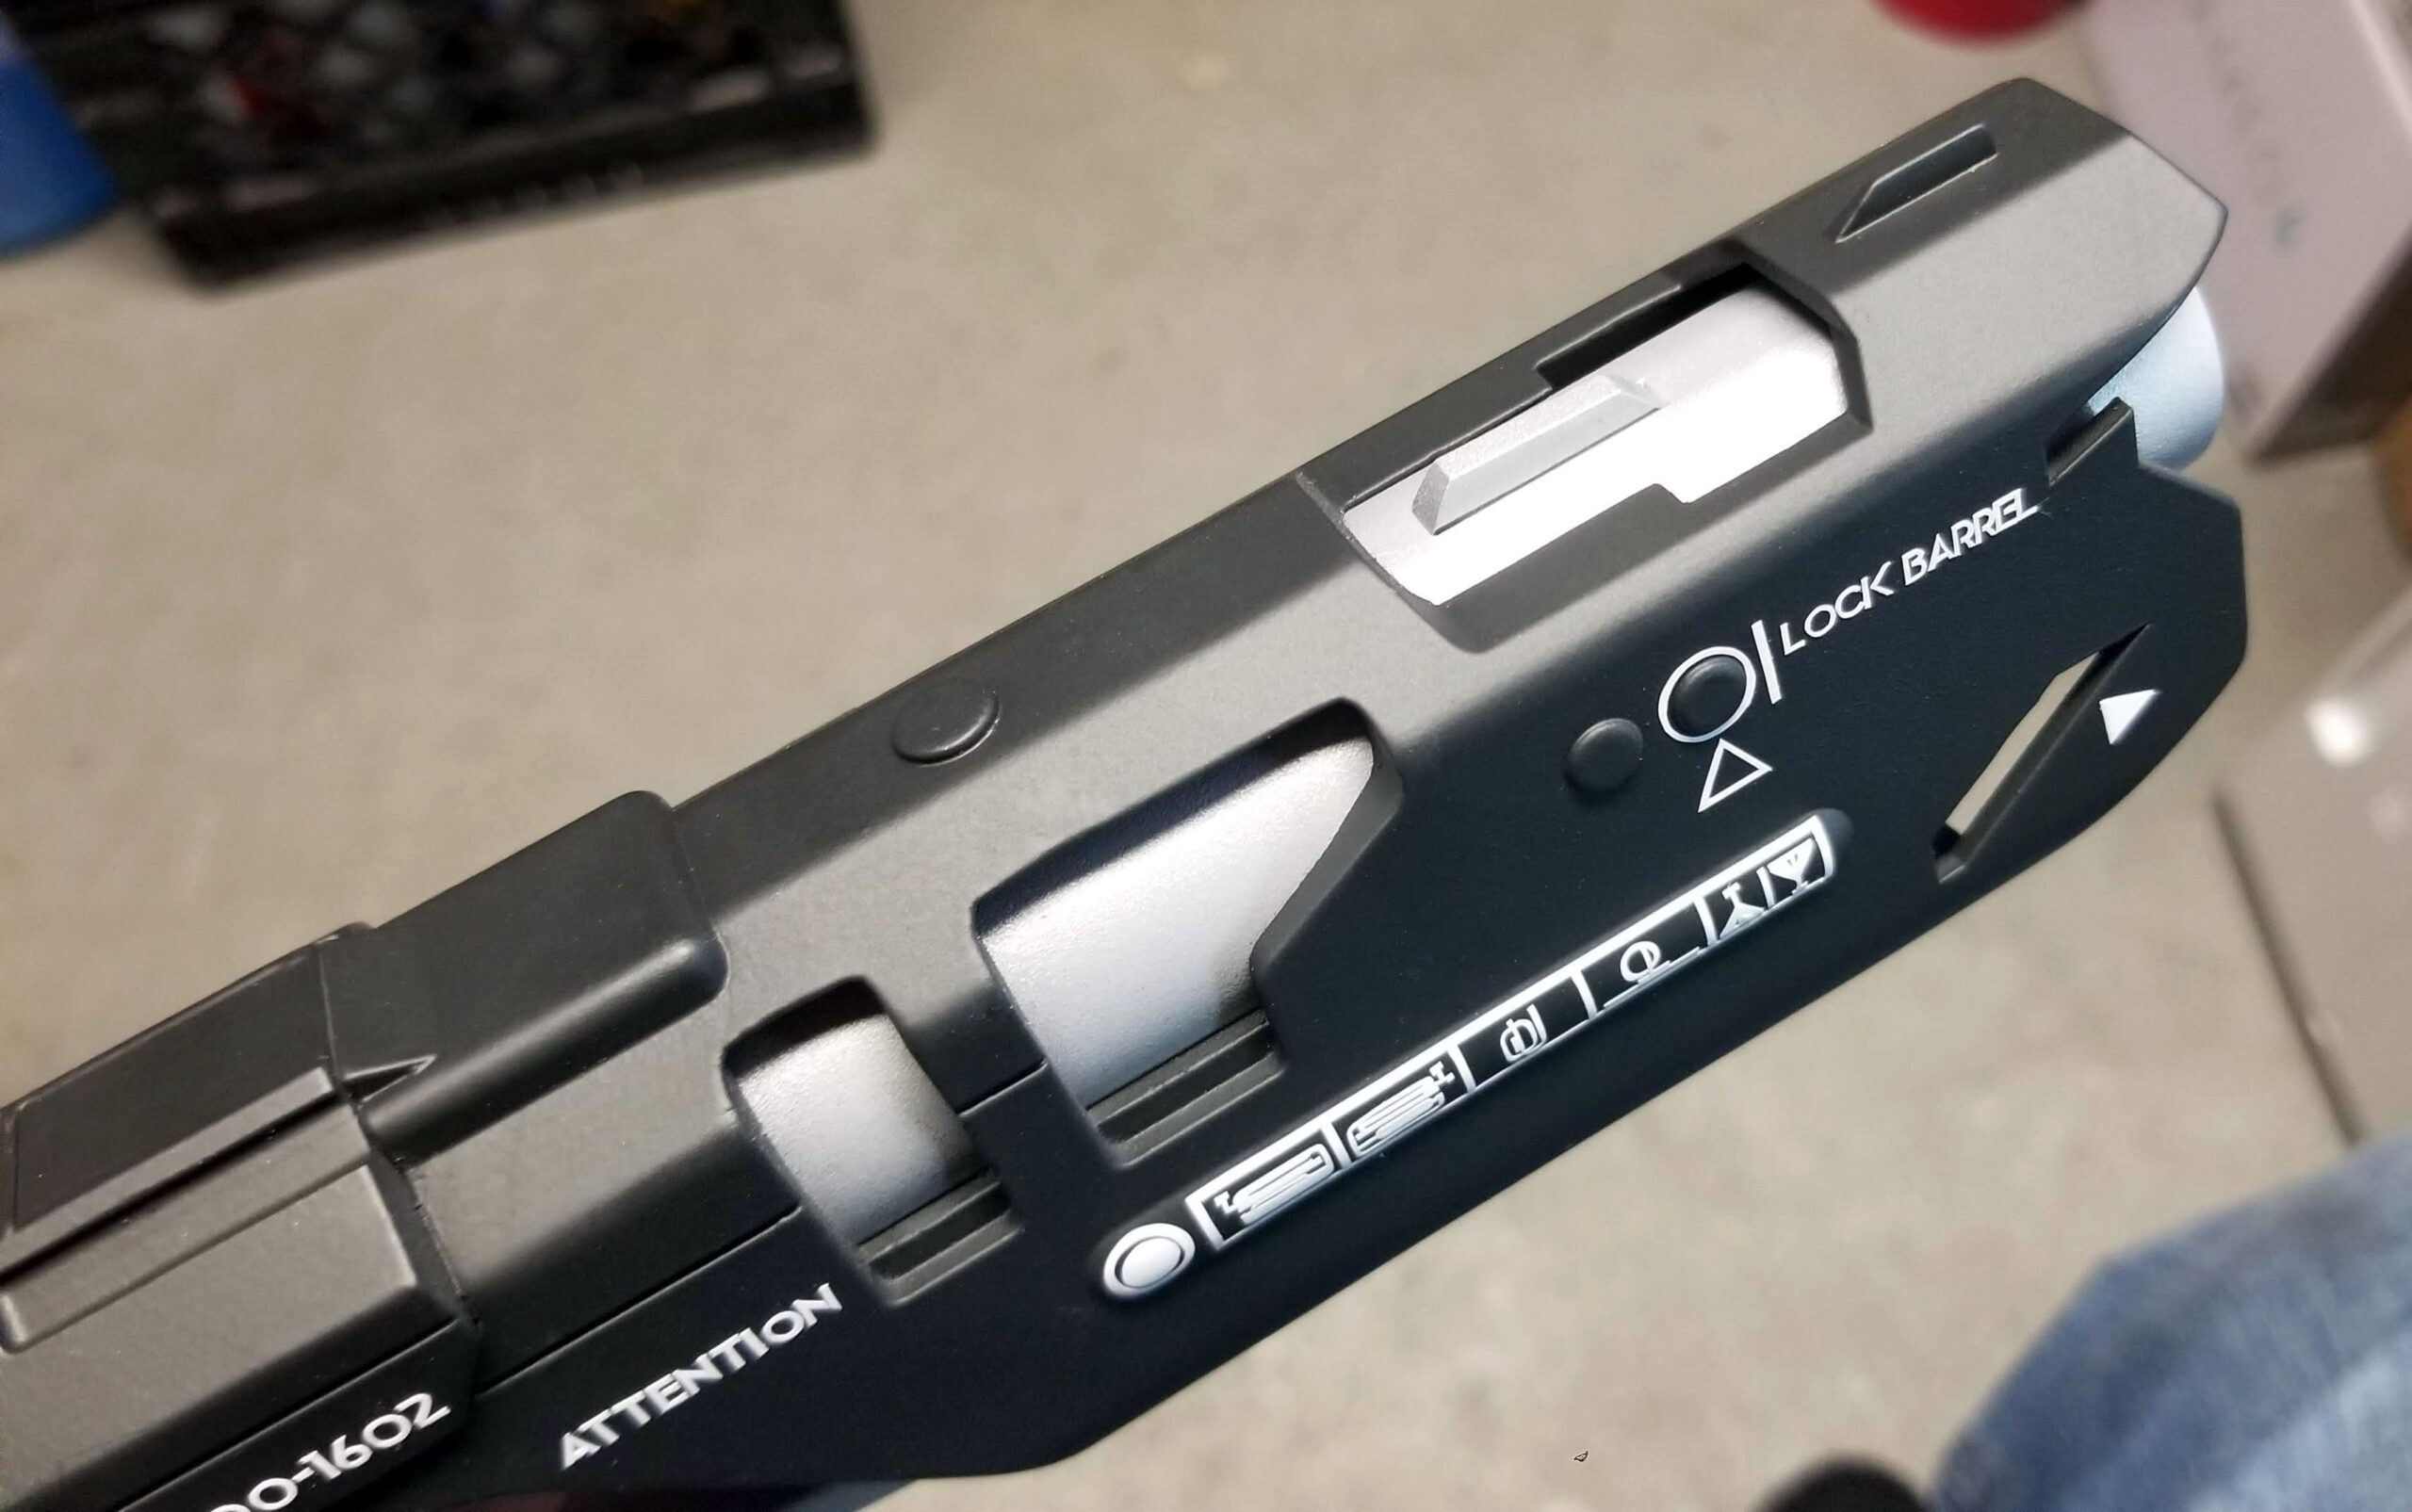 LOCK BARREL
ATTENTION
00-1602